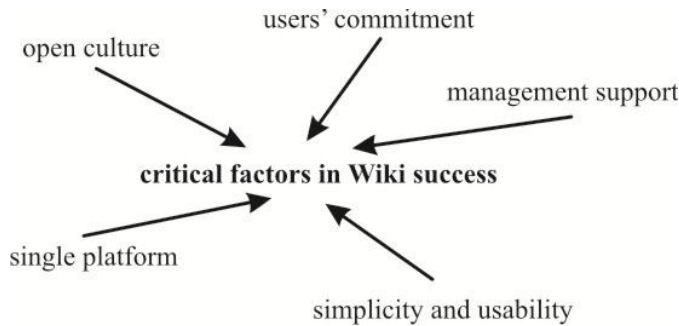 users’ commitment
open culture
management support
critical factors in Wiki success
single platform
simplicity and usability